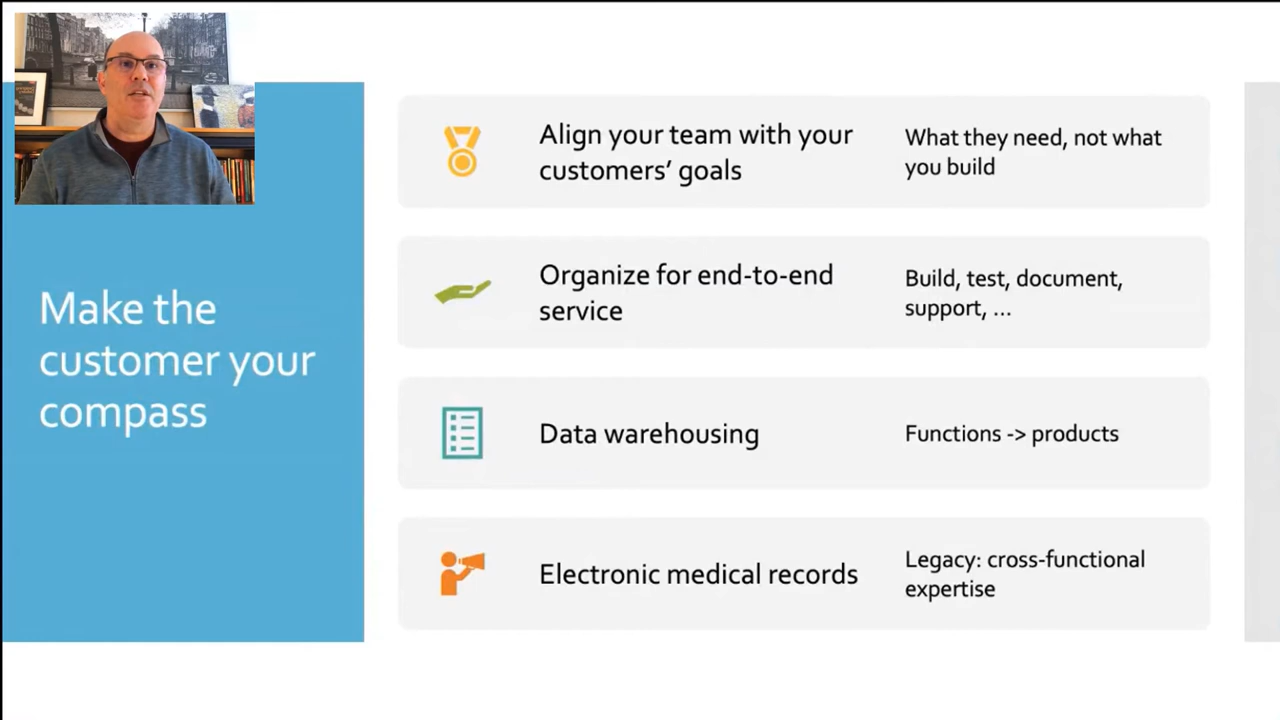 Make the
customer your
compass
Align your team with your
customers’ goals
What they need, not what
you build
Organize for end-to-end
service
Build, test, document,
support, ...
Data warehousing
Functions -> products
Electronic medical records
Legacy: cross-functional
expertise